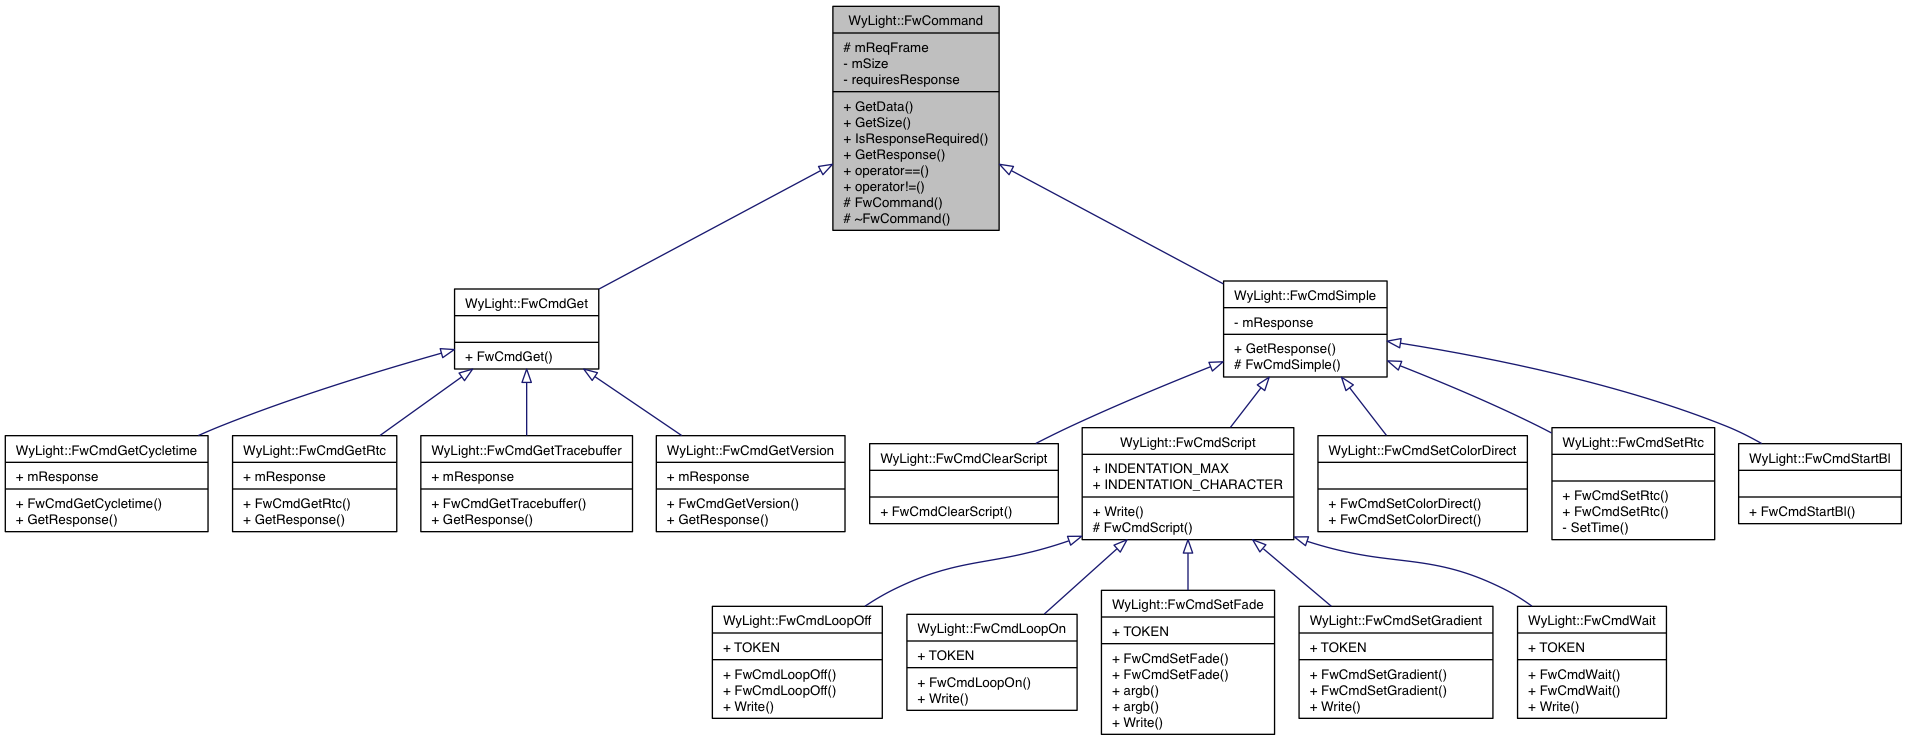 WyLight::FwCommand
# mReqFrame
- mSize
- requiresResponse
+ GetData()
+ GetSize()
+ IsResponseRequired()
+ GetResponse()
+ operator==()
+ operator!=()
# FwCommand()
# ~FwCommand()
WyLight::FwCmdGet
+ FwCmdGet()
WyLight::FwCmdSimple
- mResponse
+ GetResponse()
# FwCmdSimple()
WyLight::FwCmdGetCycletime
+ mResponse
+ FwCmdGetCycletime()
+ GetResponse()
WyLight::FwCmdGetRtc
+ mResponse
+ FwCmdGetRtc()
+ GetResponse()
WyLight::FwCmdGetTracebuffer
+ mResponse
+ FwCmdGetTracebuffer()
+ GetResponse()
WyLight::FwCmdGetVersion
+ mResponse
+ FwCmdGetVersion()
+ GetResponse()
WyLight::FwCmdClearScript
+ FwCmdClearScript()
WyLight::FwCmdScript
+ INDENTATION_MAX
+ INDENTATION_CHARACTER
+ Write()
# FwCmdScript()
WyLight::FwCmdSetColorDirect
+ FwCmdSetColorDirect()
+ FwCmdSetColorDirect()
WyLight::FwCmdSetRtc
+ FwCmdSetRtc()
+ FwCmdSetRtc()
- SetTime()
WyLight::FwCmdStartBl
+ FwCmdStartBl()
WyLight::FwCmdLoopOff
+ TOKEN
+ FwCmdLoopOff()
+ FwCmdLoopOff()
+ Write()
WyLight::FwCmdLoopOn
+ TOKEN
+ FwCmdLoopOn()
+ Write()
WyLight::FwCmdSetFade
+ TOKEN
+ FwCmdSetFade()
+ FwCmdSetFade()
+ argb()
+ argb()
+ Write()
WyLight::FwCmdSetGradient
+ TOKEN
+ FwCmdSetGradient()
+ FwCmdSetGradient()
+ Write()
WyLight::FwCmdWait
+ TOKEN
+ FwCmdWait()
+ FwCmdWait()
+ Write()